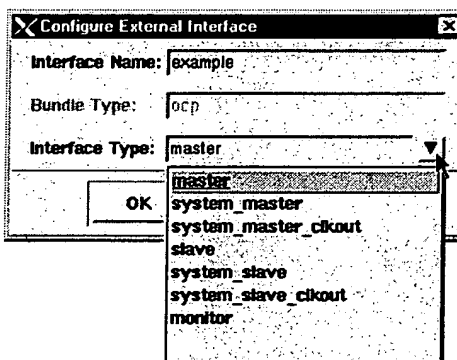 Configure External Interface
Interface Name: example
Bundle Type: ocp
Interface Type: master
OK
master
system_master
system_master_clkout
slave
system_slave
system_slave_clkout
monitor